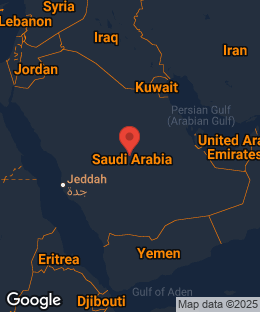 Syria
Lebanon
Iraq
Iran
Jordan
Kuwait
Persian Gulf
(Arabian Gulf)
United Ara
Emirates
Saudi Arabia
Jeddah
جدة
Yemen
Eritrea
Gulf of Aden
Djibouti
Google
Map data ©2025